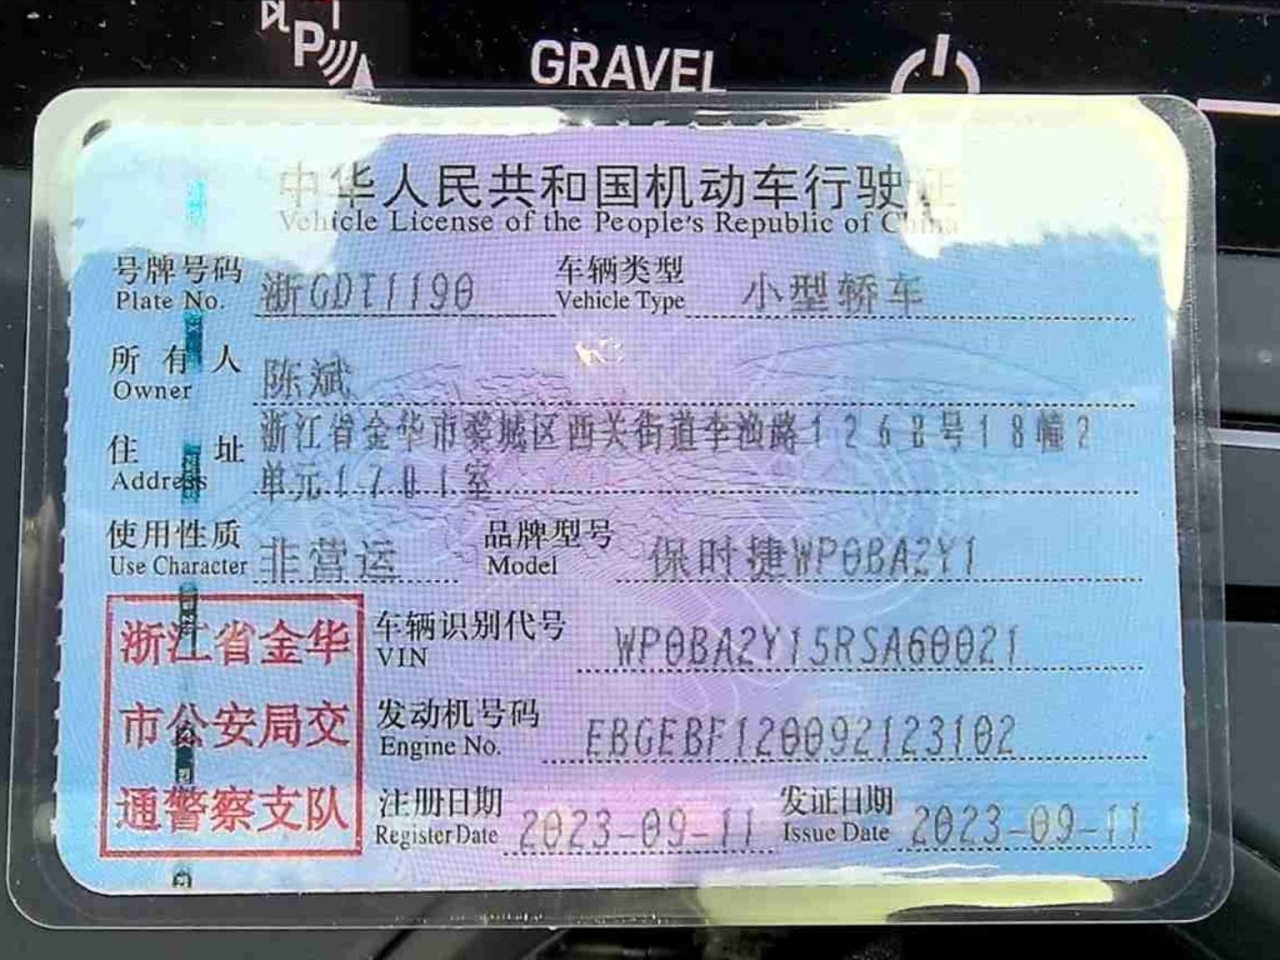 P
GRAVEL
中华人民共和国机动车行驶证
Vehicle License of the People's Republic of China
号牌号码 浙GDT1190 车辆类型 小型轿车
Plate No. Vehicle Type
所有人 陈斌
Owner
住址 浙江省金华市婺城区西关街道李渔路1268号18幢2
Address 单元1701室
使用性质 非营运 品牌型号 保时捷WP0BA2Y1
Use Character Model
浙江省金华
市公安局交
通警察支队
车辆识别代号 WP0BA2Y15RSA60021
VIN
发动机号码 EBGEBF120092123102
Engine No.
注册日期 2023-09-11 发证日期 2023-09-11
Register Date Issue Date